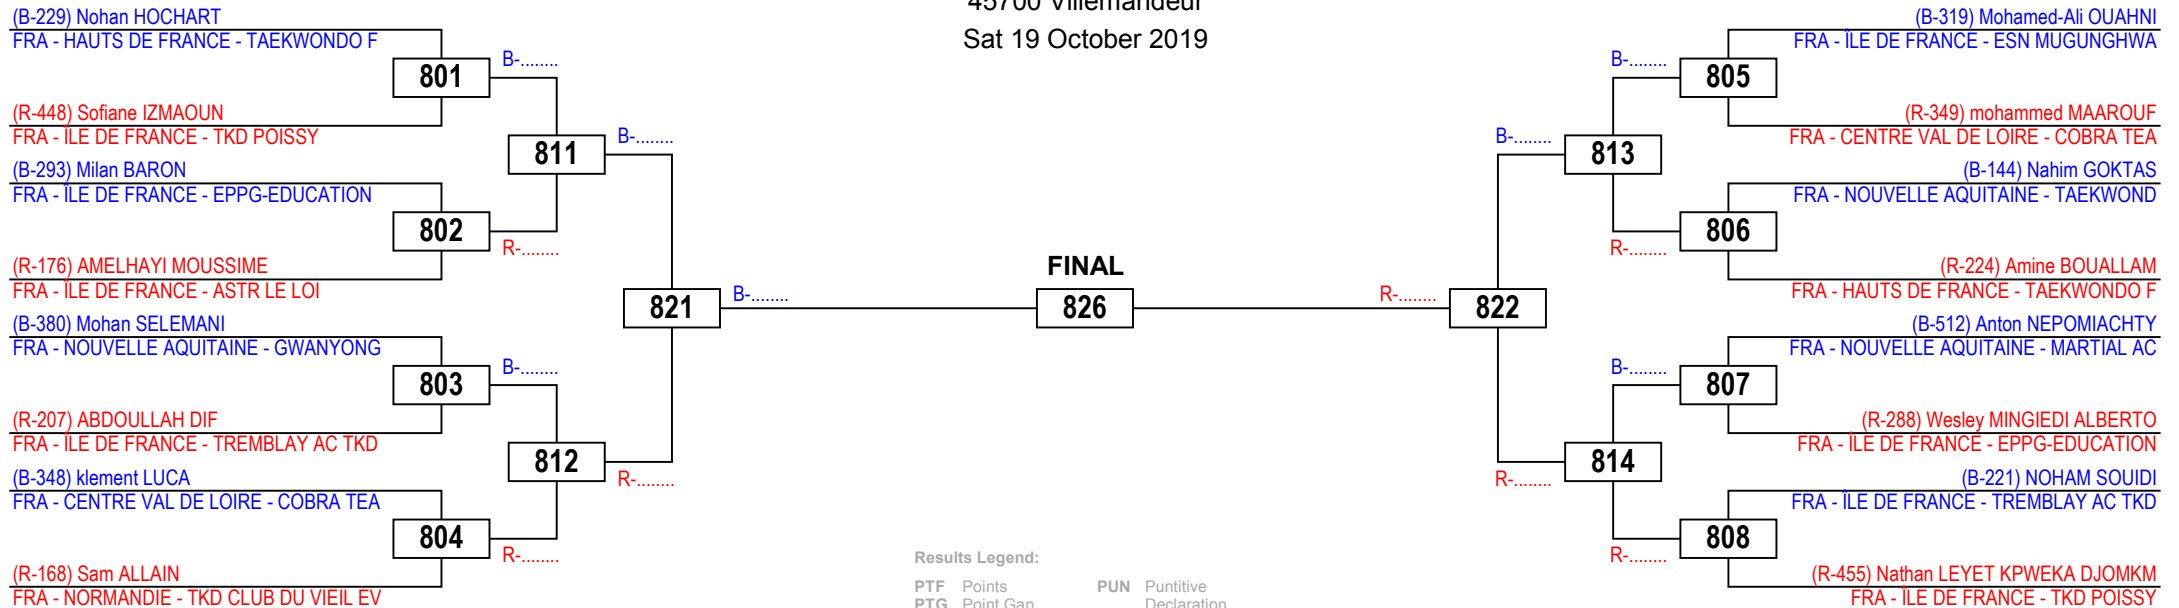 45700 Villemandeur
Sat 19 October 2019
(B-229) Nohan HOCHART
FRA - HAUTS DE FRANCE - TAEKWONDO F
801
B-........
(R-448) Sofiane IZMAOUN
FRA - ÎLE DE FRANCE - TKD POISSY
811
B-........
(B-293) Milan BARON
FRA - ÎLE DE FRANCE - EPPG-EDUCATION
802
R-........
(R-176) AMELHAYI MOUSSIME
FRA - ÎLE DE FRANCE - ASTR LE LOI
821
B-........
(B-380) Mohan SELEMANI
FRA - NOUVELLE AQUITAINE - GWANYONG
803
B-........
(R-207) ABDOULLAH DIF
FRA - ÎLE DE FRANCE - TREMBLAY AC TKD
812
R-........
(B-348) klement LUCA
FRA - CENTRE VAL DE LOIRE - COBRA TEA
804
R-........
(R-168) Sam ALLAIN
FRA - NORMANDIE - TKD CLUB DU VIEIL EV
FINAL
826
(B-319) Mohamed-Ali OUAHNI
FRA - ÎLE DE FRANCE - ESN MUGUNGHWA
B-........
805
(R-349) mohammed MAAROUF
FRA - CENTRE VAL DE LOIRE - COBRA TEA
B-........
813
(B-144) Nahim GOKTAS
FRA - NOUVELLE AQUITAINE - TAEKWOND
R-........
806
(R-224) Amine BOUALLAM
FRA - HAUTS DE FRANCE - TAEKWONDO F
R-........
822
(B-512) Anton NEPOMIACHTY
FRA - NOUVELLE AQUITAINE - MARTIAL AC
B-........
807
(R-288) Wesley MINGIEDI ALBERTO
FRA - ÎLE DE FRANCE - EPPG-EDUCATION
R-........
814
(B-221) NOHAM SOUIDI
FRA - ÎLE DE FRANCE - TREMBLAY AC TKD
R-........
808
(R-455) Nathan LEYET KPWEKA DJOMKM
FRA - ÎLE DE FRANCE - TKD POISSY
Results Legend:
PTF Points PUN Puntitive
PTG Point Gap Declaration